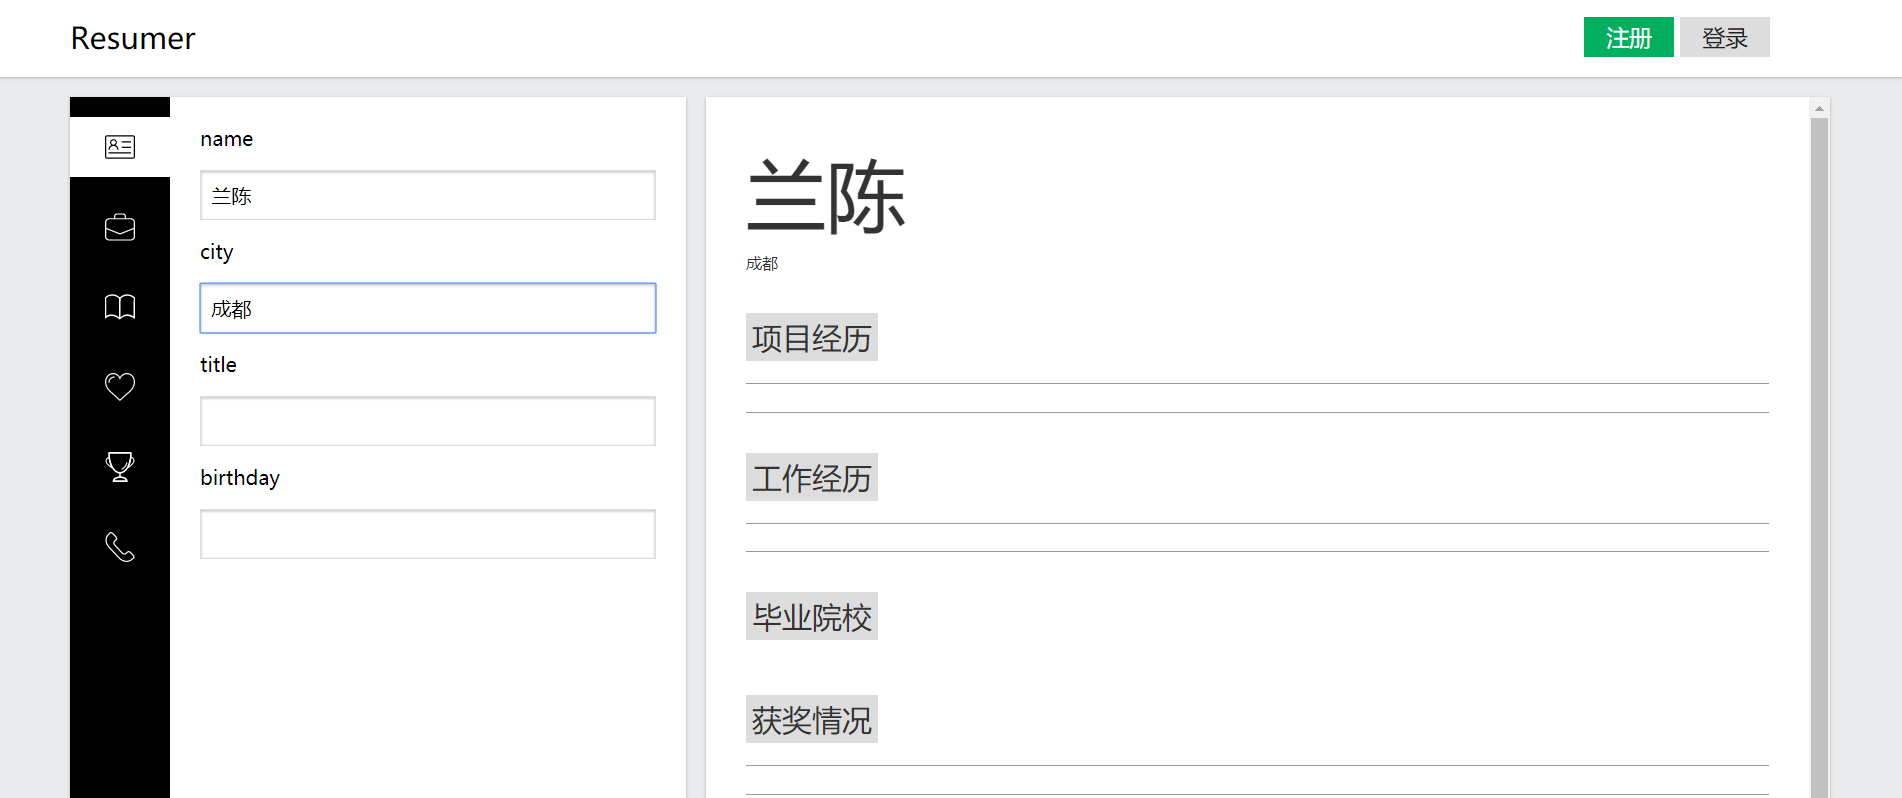 Resumer
注册 登录
name
兰陈
city
成都
title
birthday
兰陈
成都
项目经历
工作经历
毕业院校
获奖情况